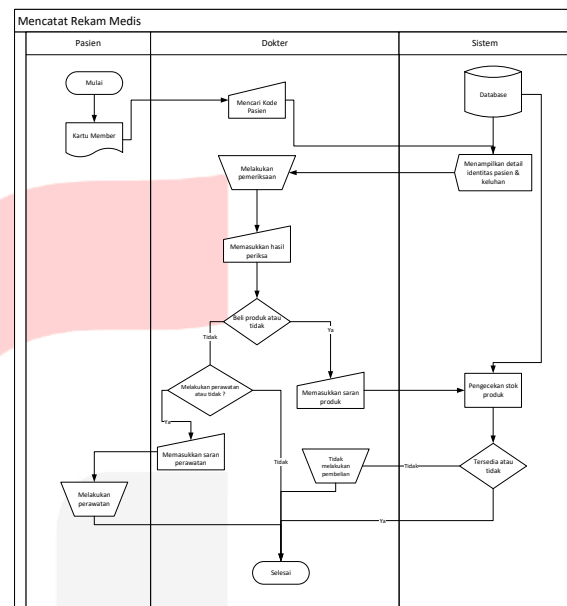 Mencatat Rekam Medis
Pasien
Dokter
Sistem
Mulai
Kartu Member
Mencari Kode
Pasien
Database
Menampilkan detail
identitas pasien &
keluhan
Melakukan
pemeriksaan
Memasukkan hasil
periksa
Beli produk atau
tidak
Tidak
Ya
Melakukan perawatan
atau tidak ?
Memasukkan saran
produk
Pengecekan stok
produk
Ya
Memasukkan saran
perawatan
Tidak
Tidak
melakukan
pembelian
Tidak
Tersedia atau
tidak
Melakukan
perawatan
Ya
Selesai